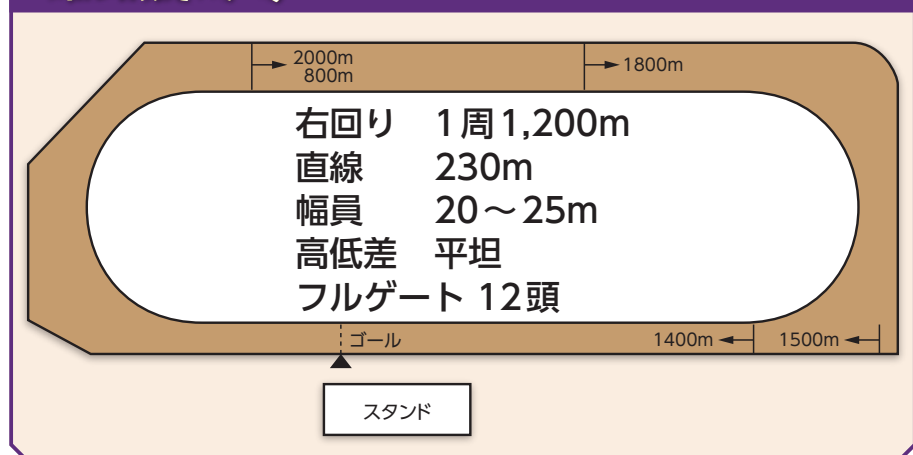 2000m
800m
1800m
右回り 1周1,200m
直線 230m
幅員 20～25m
高低差 平坦
フルゲート 12頭
ゴール
1400m
1500m
スタンド